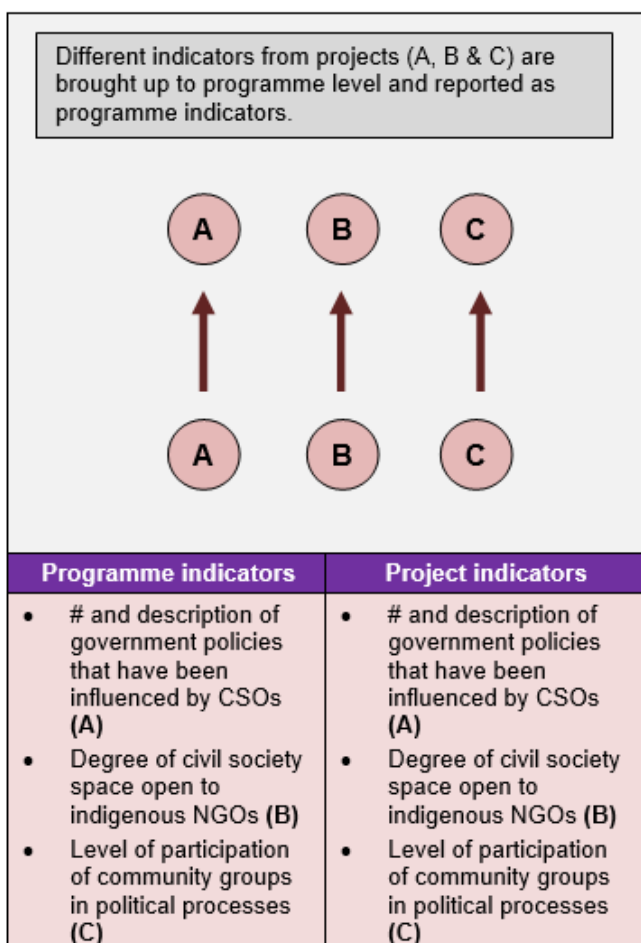 Different indicators from projects (A, B & C) are
brought up to programme level and reported as
programme indicators.
A B C
A B C
Programme indicators
• # and description of
government policies
that have been
influenced by CSOs
(A)
• Degree of civil society
space open to
indigenous NGOs (B)
• Level of participation
of community groups
in political processes
(C)
Project indicators
• # and description of
government policies
that have been
influenced by CSOs
(A)
• Degree of civil society
space open to
indigenous NGOs (B)
• Level of participation
of community groups
in political processes
(C)